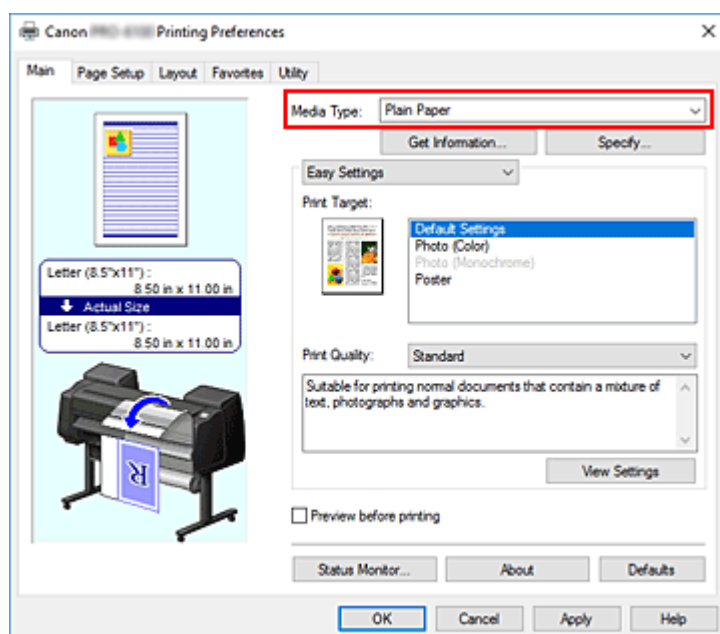 Canon Printing Preferences
Main Page Setup Layout Favorites Utility
Media Type: Plain Paper
Get Information... Specify...
Easy Settings
Print Target:
Default Settings
Photo (Color)
Photo (Monochrome)
Poster
Letter (8.5"x11") :
8.50 in x 11.00 in
Actual Size
Letter (8.5"x11") :
8.50 in x 11.00 in
Print Quality: Standard
Suitable for printing normal documents that contain a mixture of
text, photographs and graphics.
View Settings
R
Preview before printing
Status Monitor... About Defaults
OK Cancel Apply Help